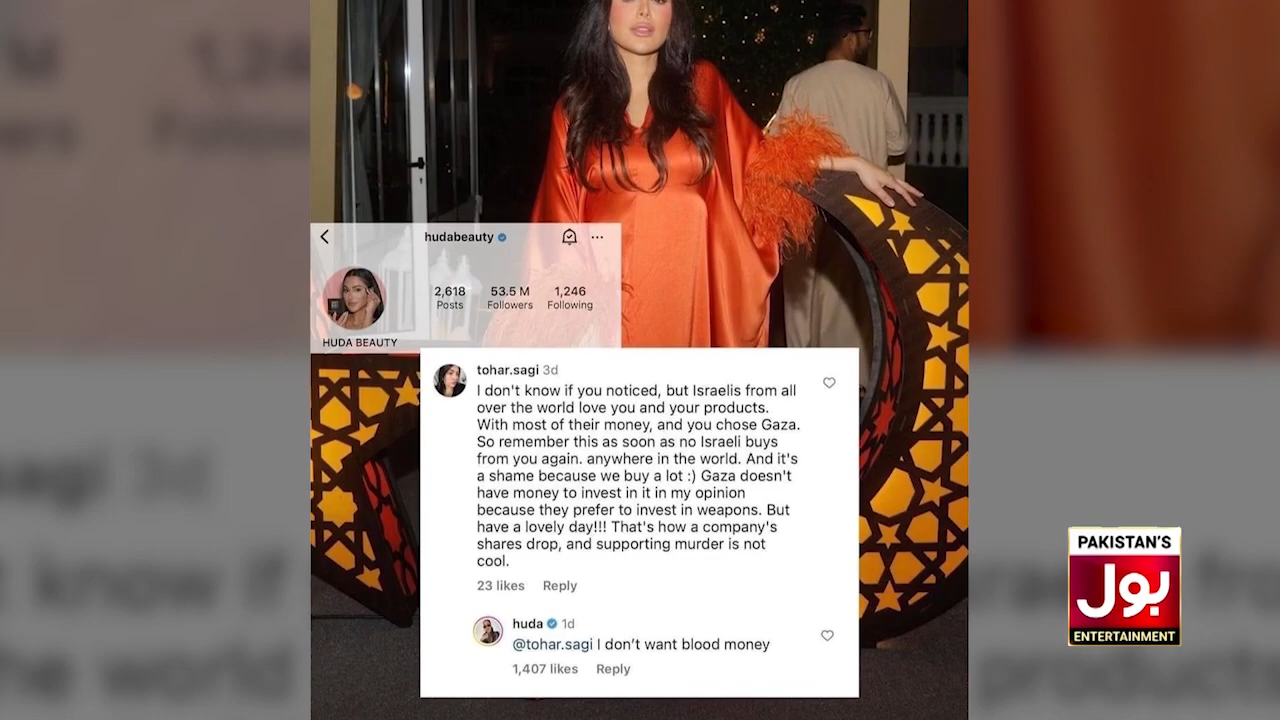 hudabeauty
2,618 53.5 M 1,246
Posts Followers Following
HUDA BEAUTY
tohar.sagi 3d
I don't know if you noticed, but Israelis from all
over the world love you and your products.
With most of their money, and you chose Gaza.
So remember this as soon as no Israeli buys
from you again. anywhere in the world. And it's
a shame because we buy a lot :) Gaza doesn't
have money to invest in it in my opinion
because they prefer to invest in weapons. But
have a lovely day!!! That's how a company's
shares drop, and supporting murder is not
cool.
23 likes Reply
huda 1d
@tohar.sagi I don’t want blood money
1,407 likes Reply
PAKISTAN'S
بول
ENTERTAINMENT